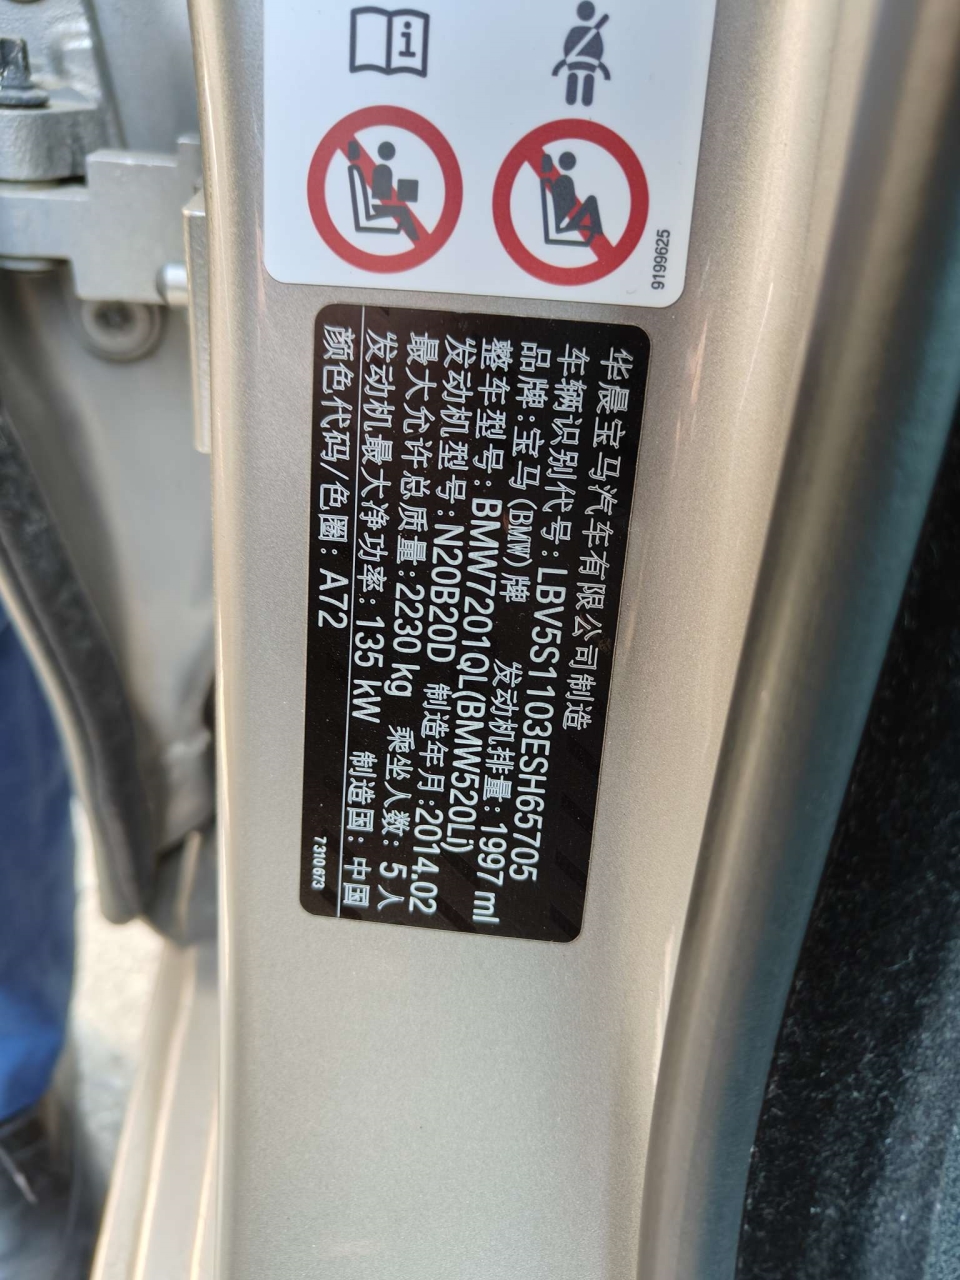 9199625
华晨宝马汽车有限公司制造
车辆识别代号:LBV5S1103ESH65705
品牌:宝马(BMW)牌 发动机排量:1997 ml
整车型号:BMW7201QL(BMW520Li)
发动机型号:N20B20D 制造年月:2014.02
最大允许总质量:2230 kg 乘坐人数: 5 人
发动机最大净功率: 135 kW 制造国: 中国
颜色代码/色圈: A72
7310673